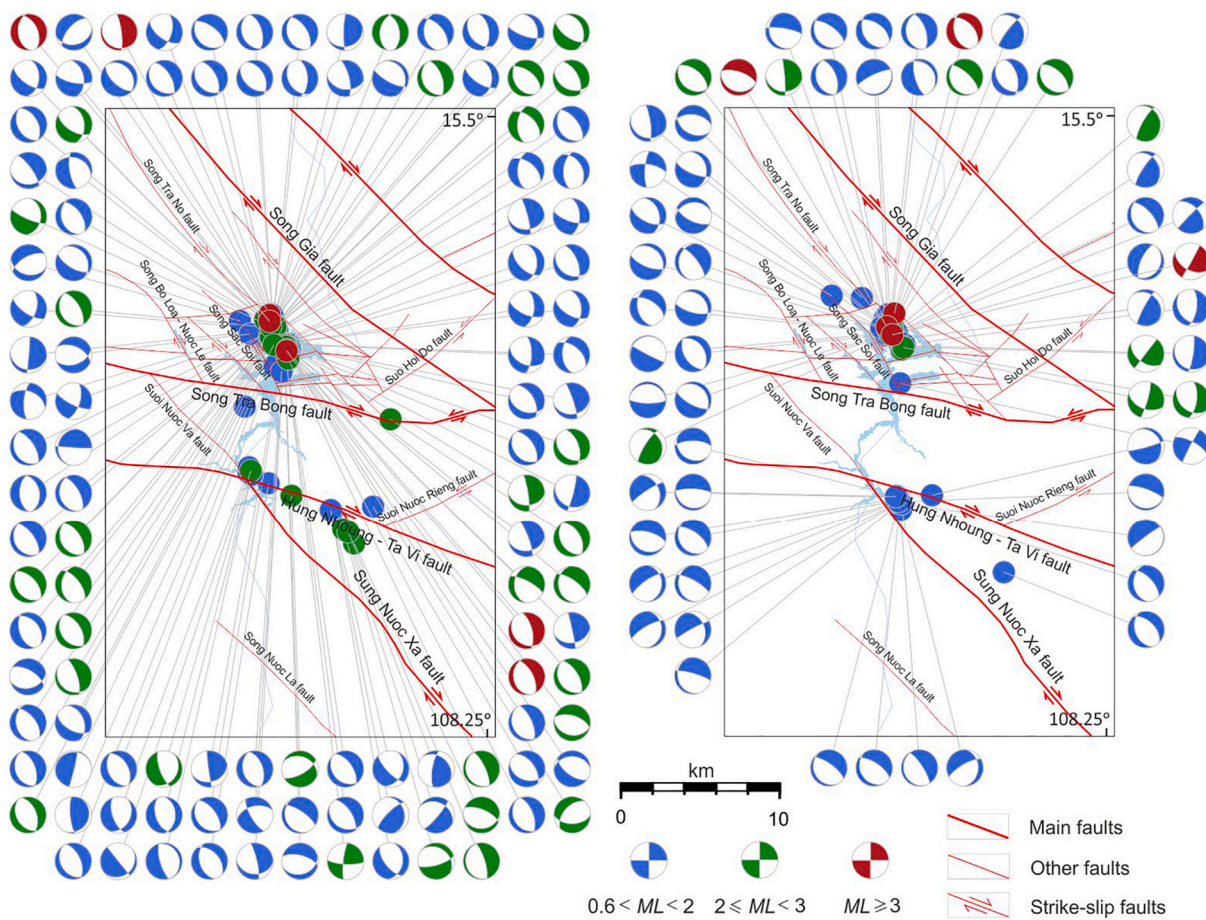 15.5°
Song Tra No fault
Song Gia fault
Song Bo Loa - Nuoc Le fault
Song Sac Soi fault
Suo Hoi Do fault
Song Tra Bong fault
Suoi Nuoc Va fault
Suoi Nuoc Rieng fault
Hung Nhoung - Ta Vi fault
Sung Nuoc Xa fault
Song Nuoc La fault
108.25°
15.5°
Song Tra No fault
Song Gia fault
Song Bo Loa - Nuoc Le fault
Song Sac Soi fault
Suo Hoi Do fault
Song Tra Bong fault
Suoi Nuoc Va fault
Suoi Nuoc Rieng fault
Hung Nhoung - Ta Vi fault
Sung Nuoc Xa fault
Song Nuoc La fault
108.25°
km
0 10
0.6 < ML < 2 2 ⩽ ML < 3 ML ⩾ 3
Main faults
Other faults
Strike-slip faults